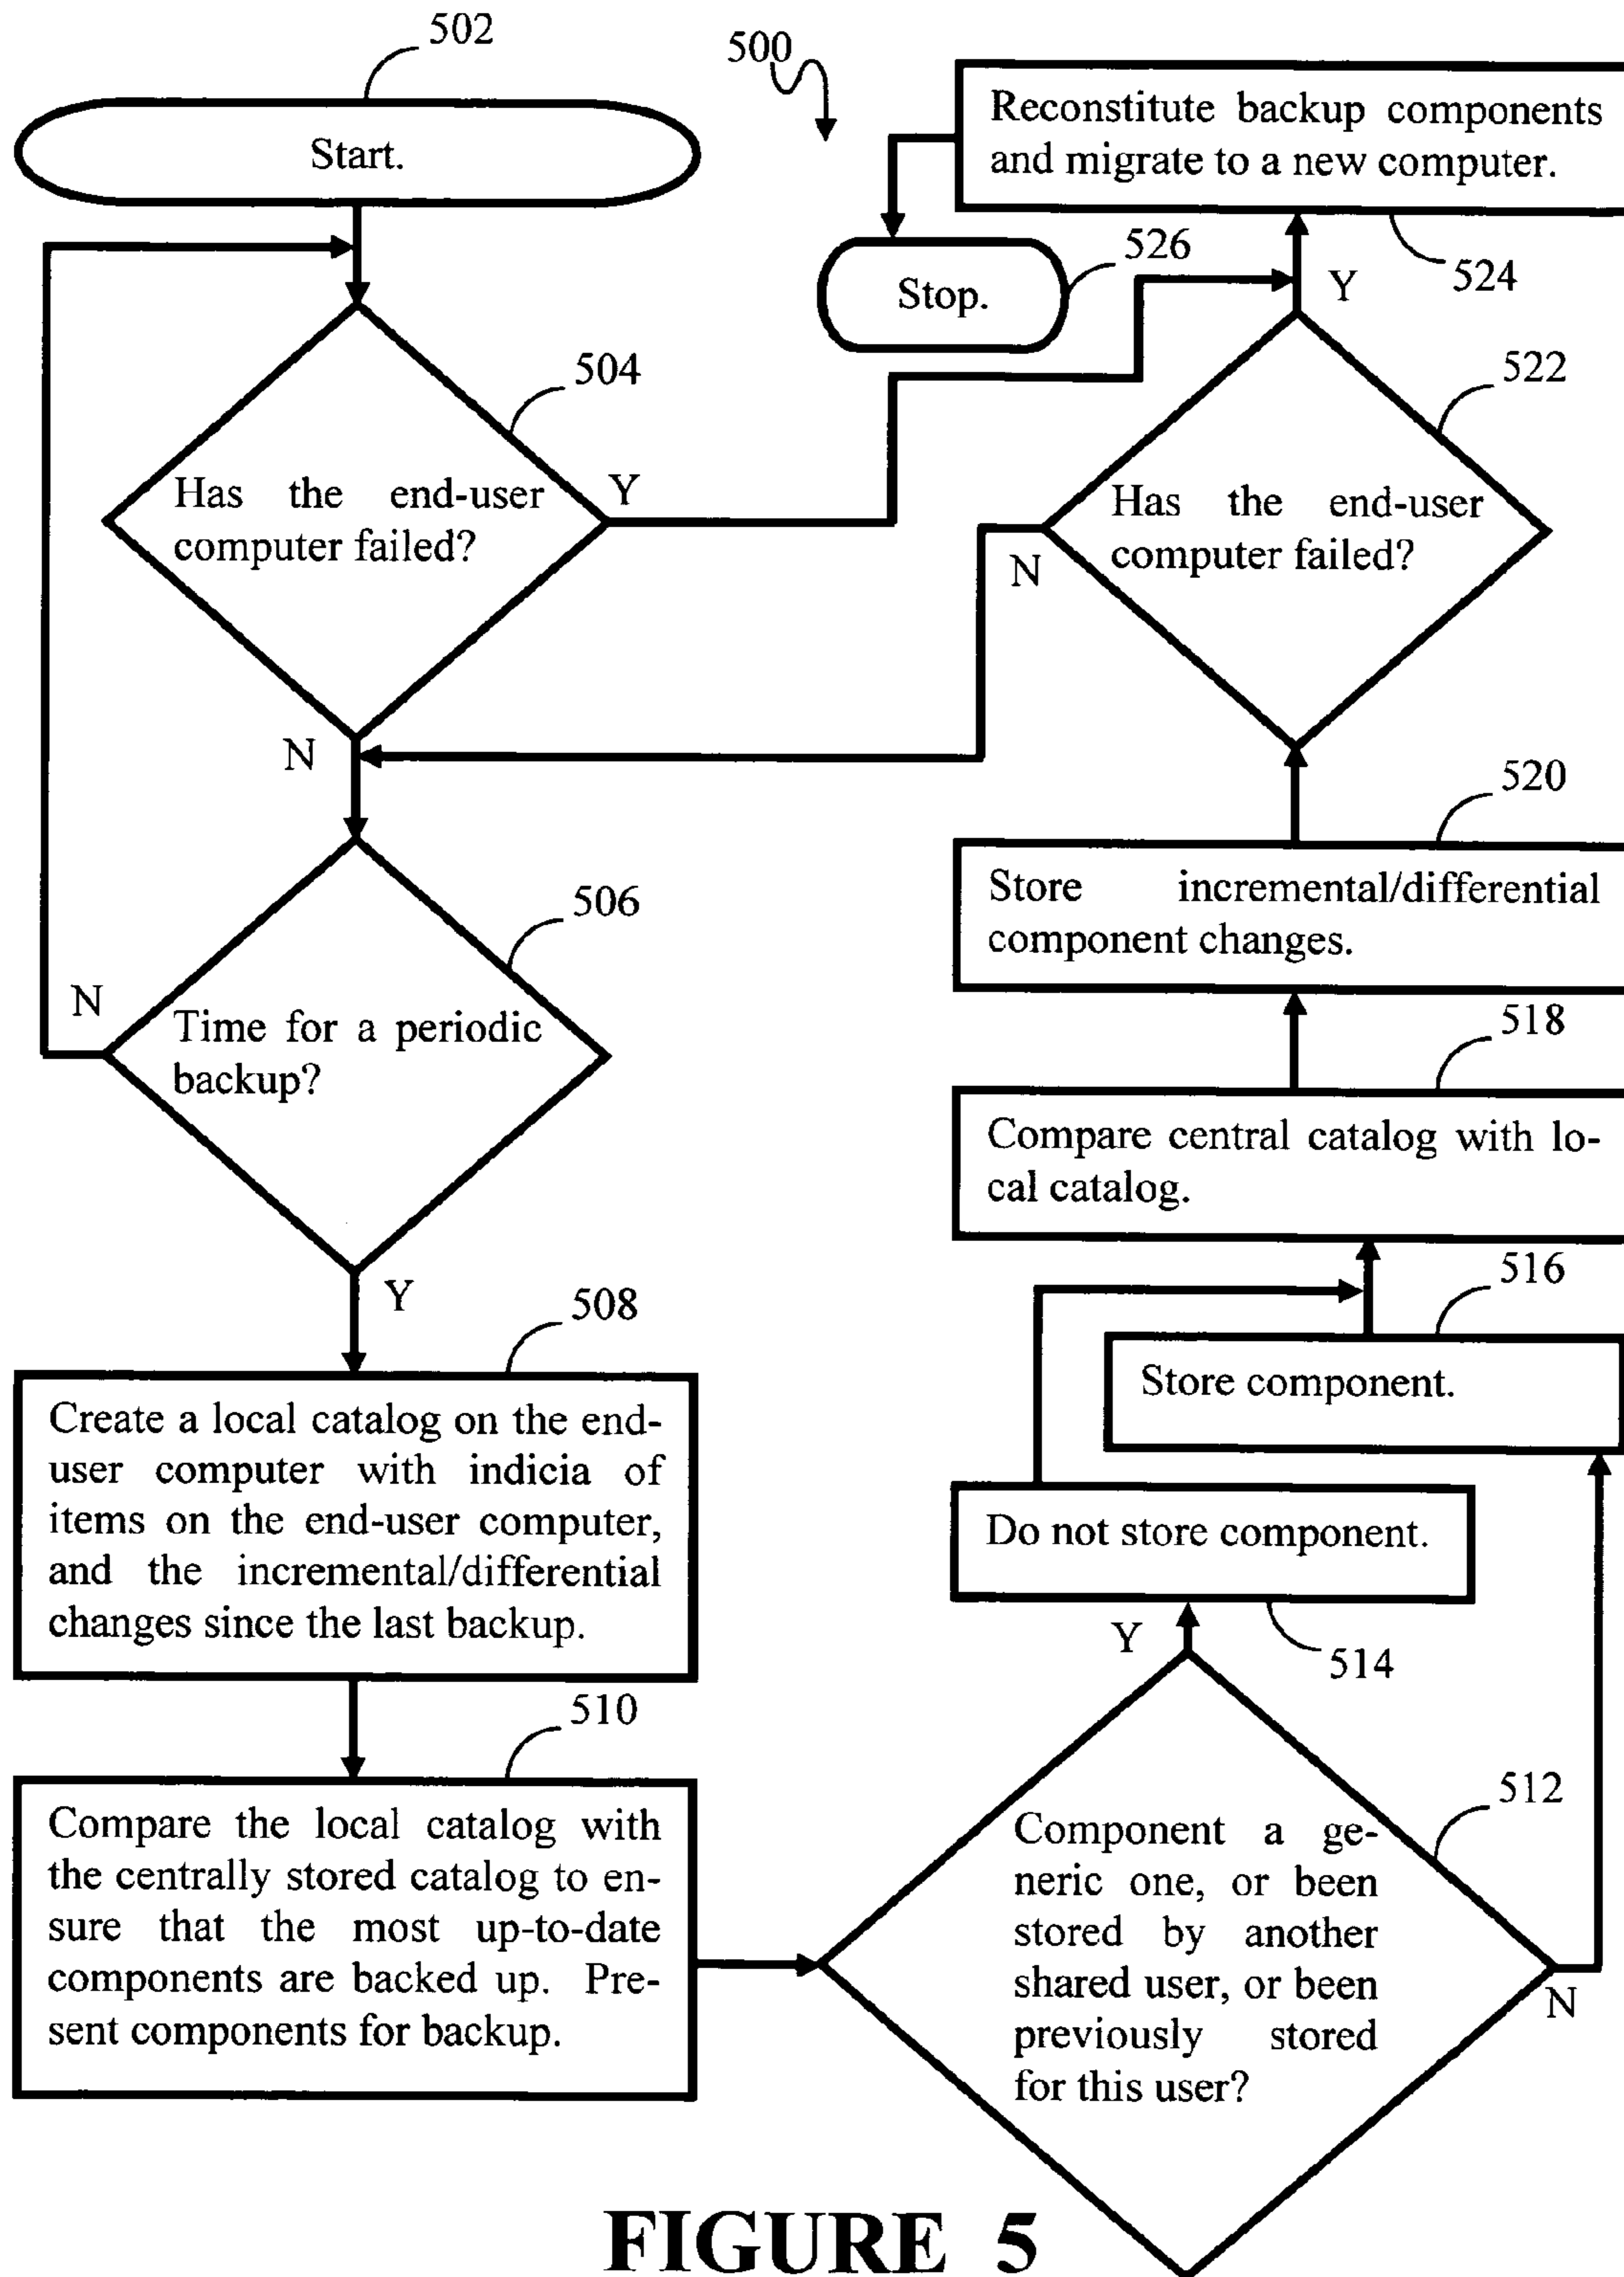 502
Start.
504
Has the end-user
computer failed?
Y
N
506
Time for a periodic
backup?
N
Y
508
Create a local catalog on the end-
user computer with indicia of
items on the end-user computer,
and the incremental/differential
changes since the last backup.
510
Compare the local catalog with
the centrally stored catalog to en-
sure that the most up-to-date
components are backed up. Pre-
sent components for backup.
500
Reconstitute backup components
and migrate to a new computer.
524
526
Stop.
Y
522
Has the end-user
computer failed?
N
520
Store incremental/differential
component changes.
518
Compare central catalog with lo-
cal catalog.
516
Store component.
Do not store component.
514
Y
512
Component a ge-
neric one, or been
stored by another
shared user, or been
previously stored
for this user?
N
FIGURE 5